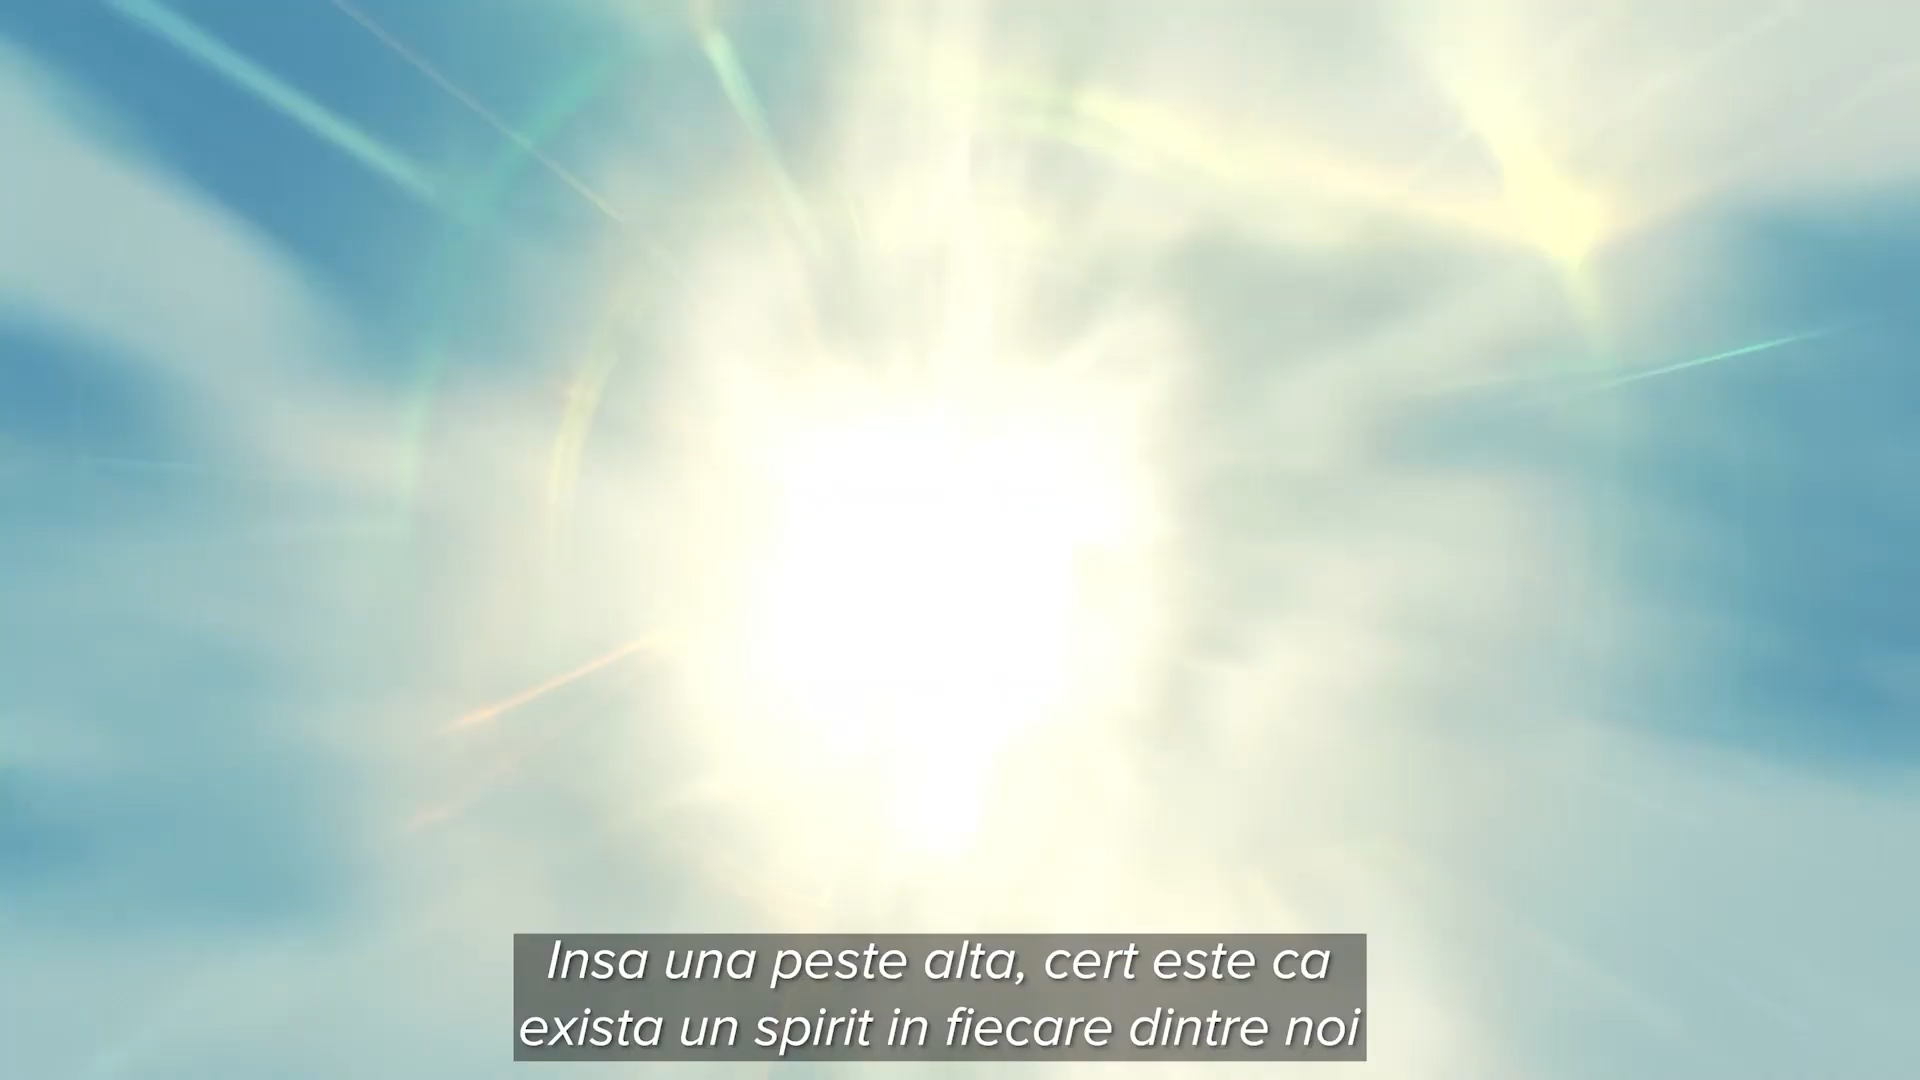 Insa una peste alta, cert este ca
exista un spirit in fiecare dintre noi